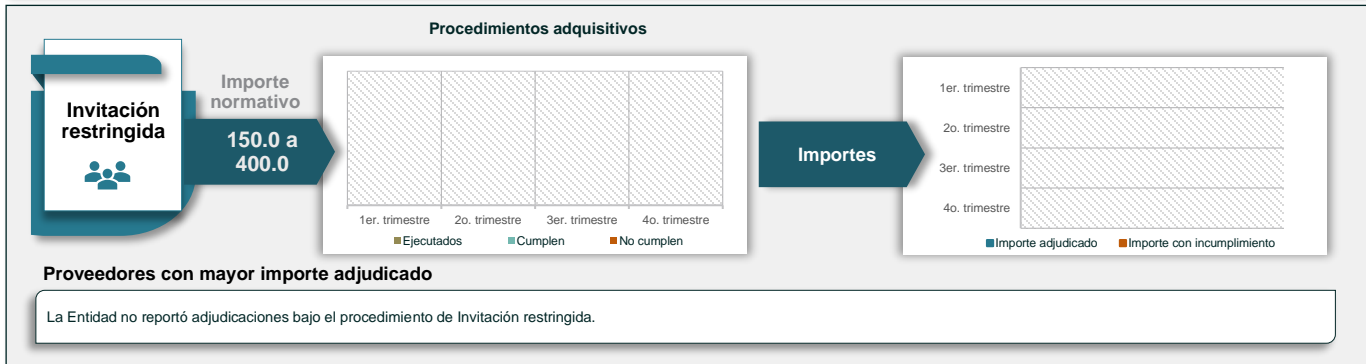 Procedimientos adquisitivos
Invitación
restringida
Importe
normativo
150.0 a
400.0
1er. trimestre
2o. trimestre
3er. trimestre
4o. trimestre
Ejecutados
Cumplen
No cumplen
Importes
1er. trimestre
2o. trimestre
3er. trimestre
4o. trimestre
Importe adjudicado
Importe con incumplimiento
Proveedores con mayor importe adjudicado
La Entidad no reportó adjudicaciones bajo el procedimiento de Invitación restringida.